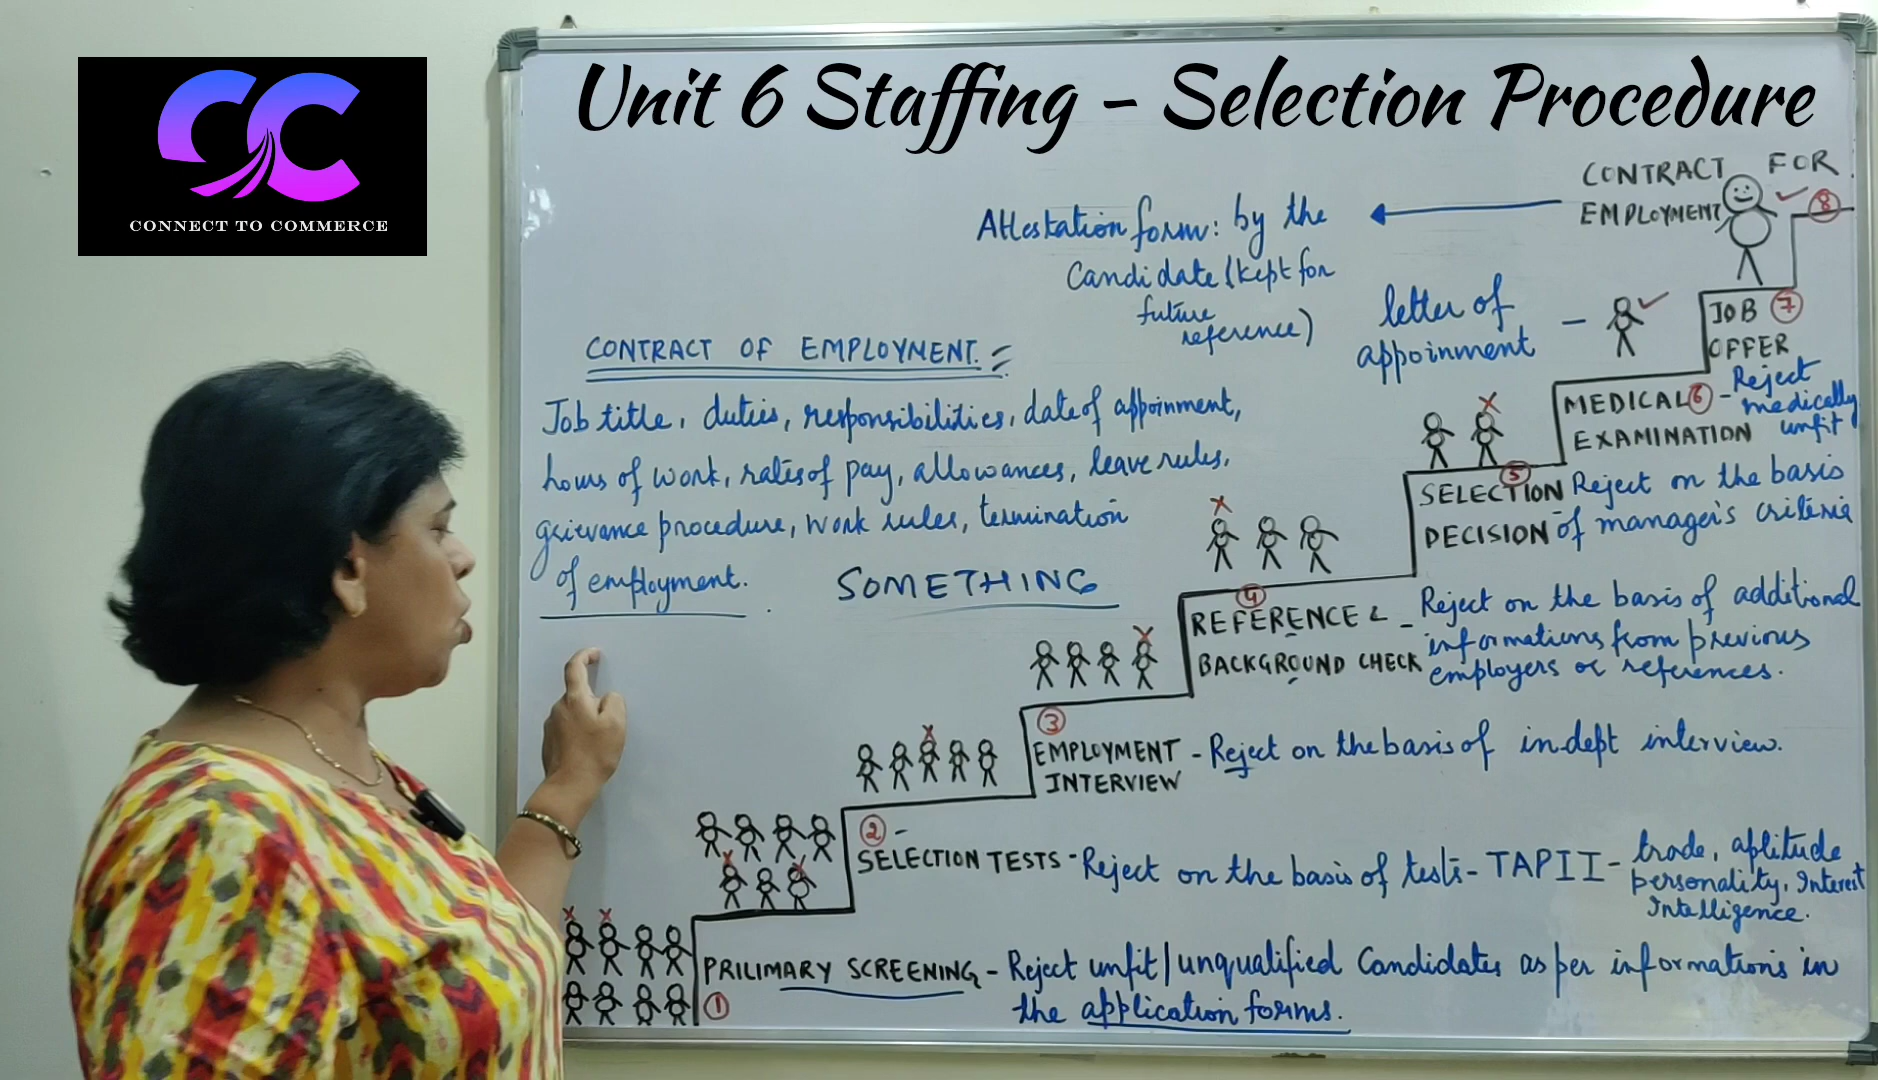 CC
CONNECT TO COMMERCE
Unit 6 Staffing - Selection Procedure
CONTRACT FOR
EMPLOYMENT
8
Attestation form: by the
Candidate (kept for
future
reference)
letter of
appoinment -
JOB 7
OFFER
CONTRACT OF EMPLOYMENT.
Job title, duties, responsibilities, date of appoinment,
hours of work, rates of pay, allowances, leave rules,
grievance procedure, work rules, termination
of employment.
SOMETHING
MEDICAL 6 - Reject
EXAMINATION medically
unfit
5
SELECTION - Reject on the basis
DECISION of manager's criteria
4
REFERENCE & - Reject on the basis of additional
BACKGROUND CHECK informations from previous
employers or references.
3
EMPLOYMENT - Reject on the basis of in-dept interview.
INTERVIEW
2 -
SELECTION TESTS - Reject on the basis of tests - TAPII - trade, aptitude
personality, Interest
Intelligence.
PRILIMARY SCREENING - Reject unfit/unqualified Candidates as per informations in
1 the application forms.